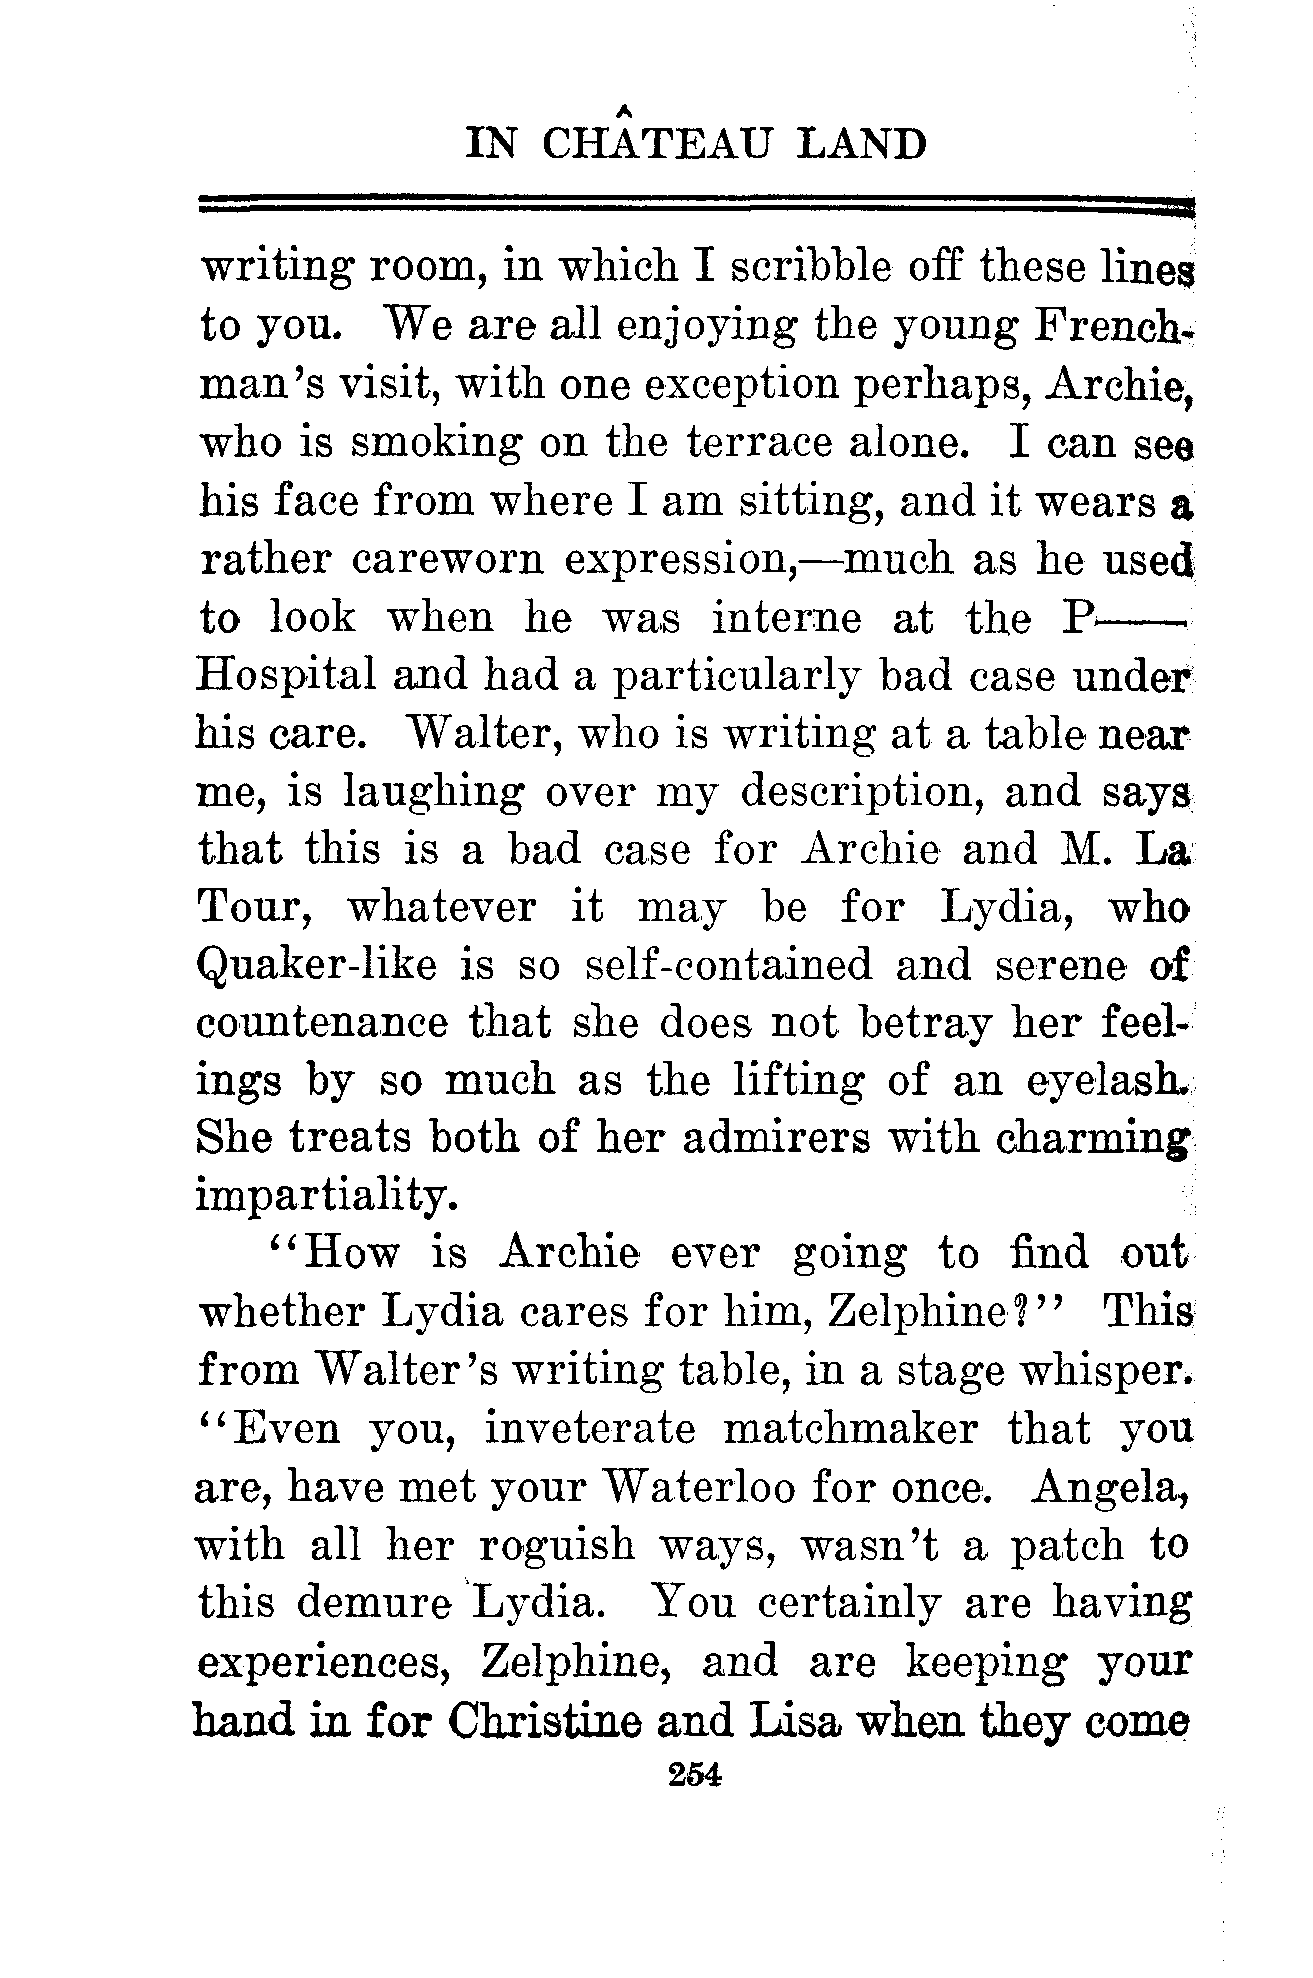 IN CHÂTEAU LAND
writing room, in which I scribble off these lines
to you. We are all enjoying the young French-
man's visit, with one exception perhaps, Archie,
who is smoking on the terrace alone. I can see
his face from where I am sitting, and it wears a
rather careworn expression,—much as he used
to look when he was interne at the P——
Hospital and had a particularly bad case under
his care. Walter, who is writing at a table near
me, is laughing over my description, and says
that this is a bad case for Archie and M. La
Tour, whatever it may be for Lydia, who
Quaker-like is so self-contained and serene of
countenance that she does not betray her feel-
ings by so much as the lifting of an eyelash.
She treats both of her admirers with charming
impartiality.
"How is Archie ever going to find out
whether Lydia cares for him, Zelphine?" This
from Walter's writing table, in a stage whisper.
"Even you, inveterate matchmaker that you
are, have met your Waterloo for once. Angela,
with all her roguish ways, wasn't a patch to
this demure Lydia. You certainly are having
experiences, Zelphine, and are keeping your
hand in for Christine and Lisa when they come
254